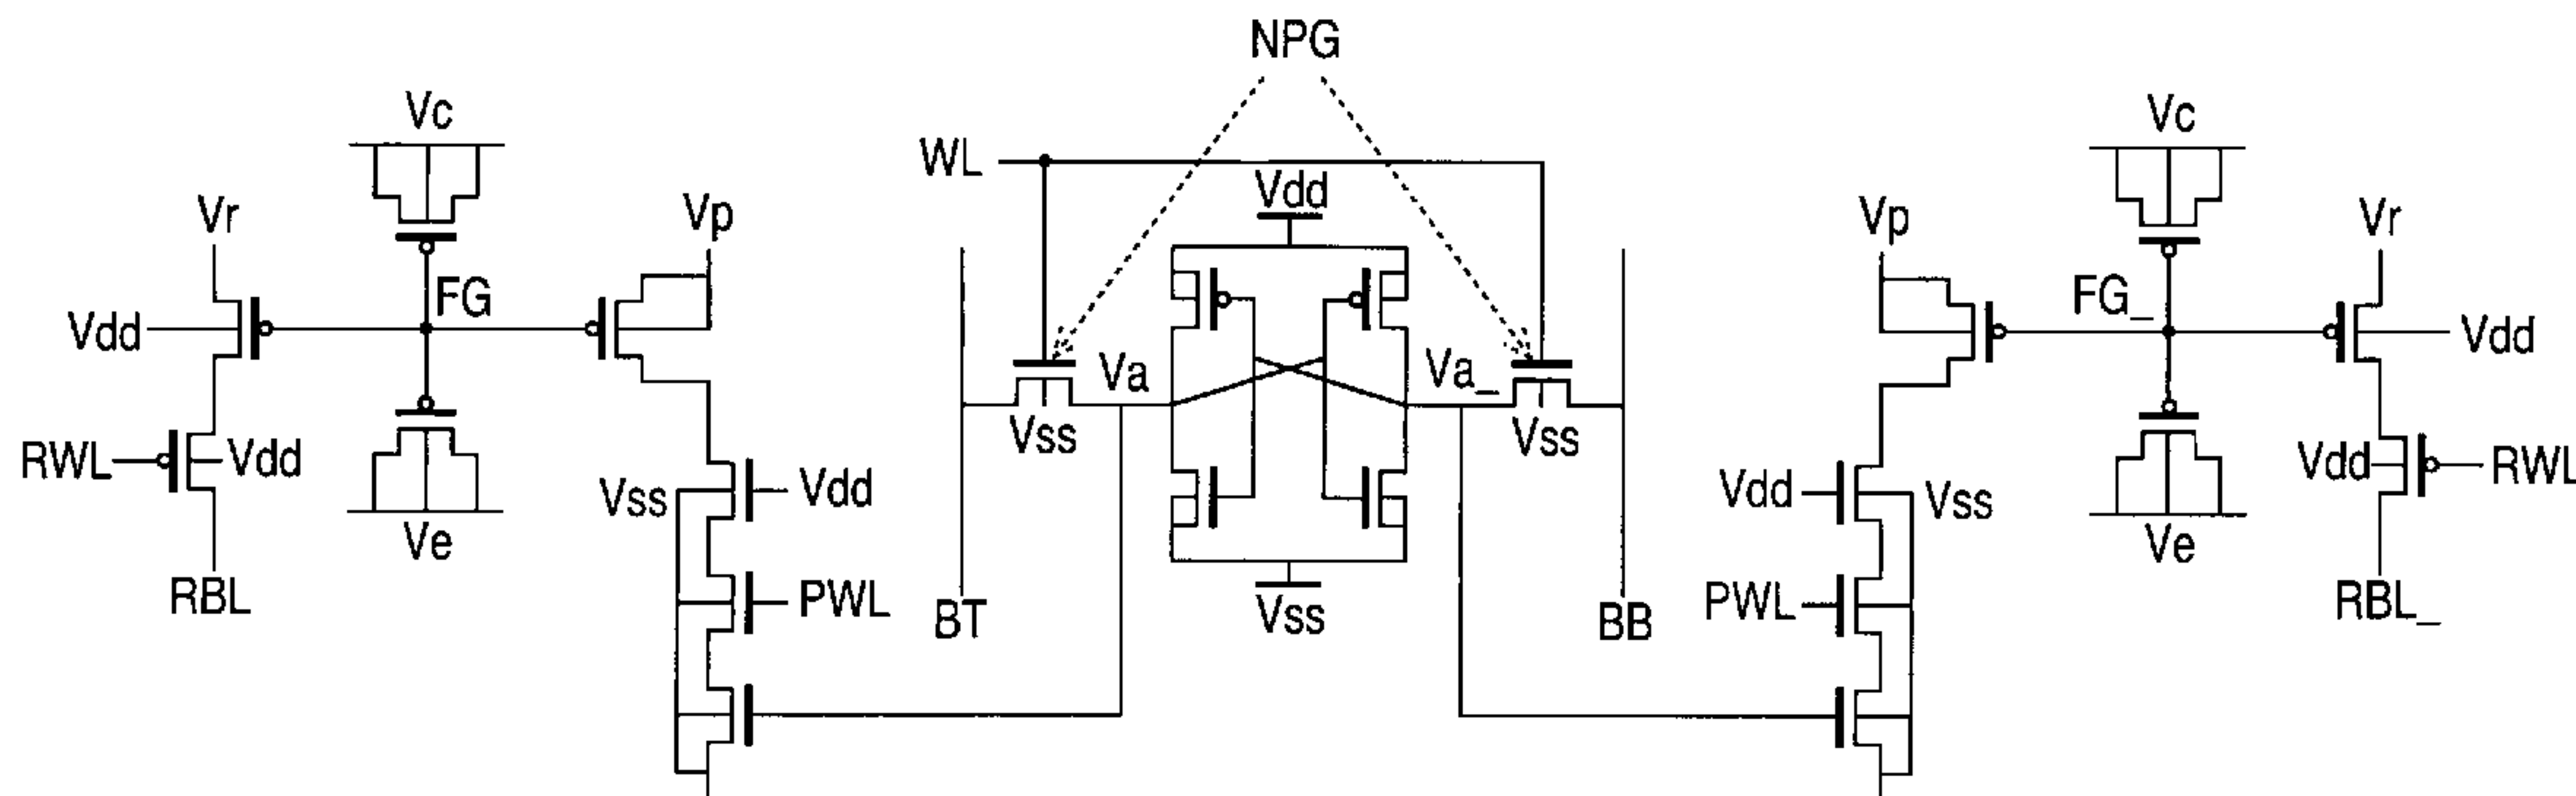 NPG
Vc
Vc
WL
Vdd
Vr
Vp
Vp
Vr
FG
FG_
Vdd
Vdd
Va
Va_
Vss
Vss
RWL
Vdd
Vdd
RWL
Vss
Vdd
Vdd
Vss
Ve
Ve
RBL
PWL
BT
Vss
BB
PWL
RBL_